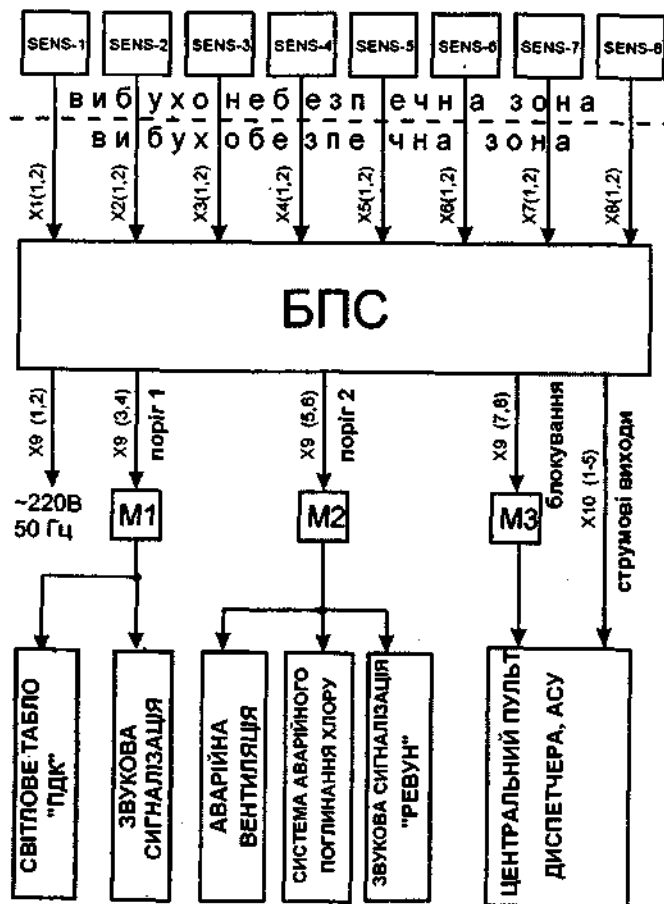 SENS-1 SENS-2 SENS-3 SENS-4 SENS-5 SENS-6 SENS-7 SENS-8
вибухонебезпечна зона
вибухобезпечна зона
X1(1,2) X2(1,2) X3(1,2) X4(1,2) X5(1,2) X6(1,2) X7(1,2) X8(1,2)
БПС
X9 (1,2)
X9 (3,4)
поріг 1
X9 (5,6)
поріг 2
X9 (7,8)
блокування
X10 (1-5)
струмові виходи
~220В
50 Гц
М1
М2
М3
СВІТЛОВЕ ТАБЛО
"ПДК"
ЗВУКОВА
СИГНАЛІЗАЦІЯ
АВАРІЙНА
ВЕНТИЛЯЦІЯ
СИСТЕМА АВАРІЙНОГО
ПОГЛИНАННЯ ХЛОРУ
ЗВУКОВА СИГНАЛІЗАЦІЯ
"РЕВУН"
ЦЕНТРАЛЬНИЙ ПУЛЬТ
ДИСПЕТЧЕРА, АСУ